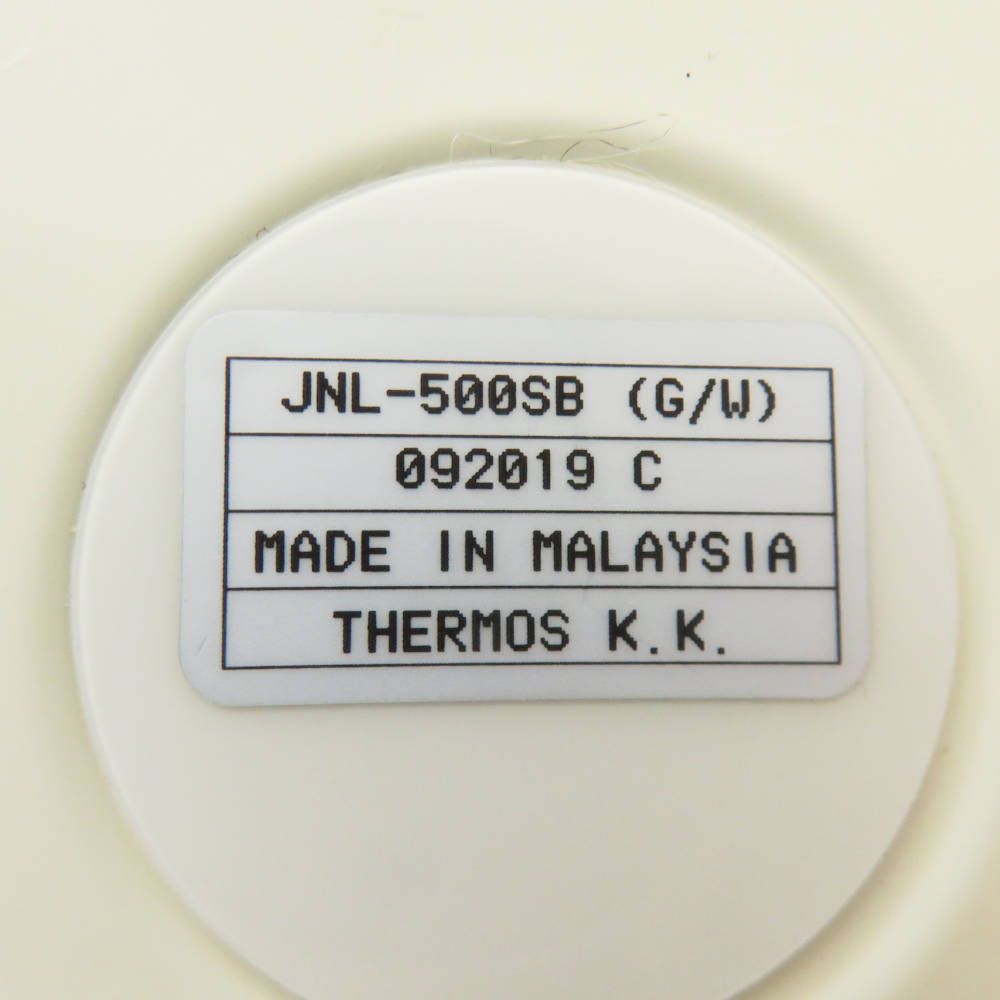 JNL-500SB (G/W)
092019 C
MADE IN MALAYSIA
THERMOS K.K.